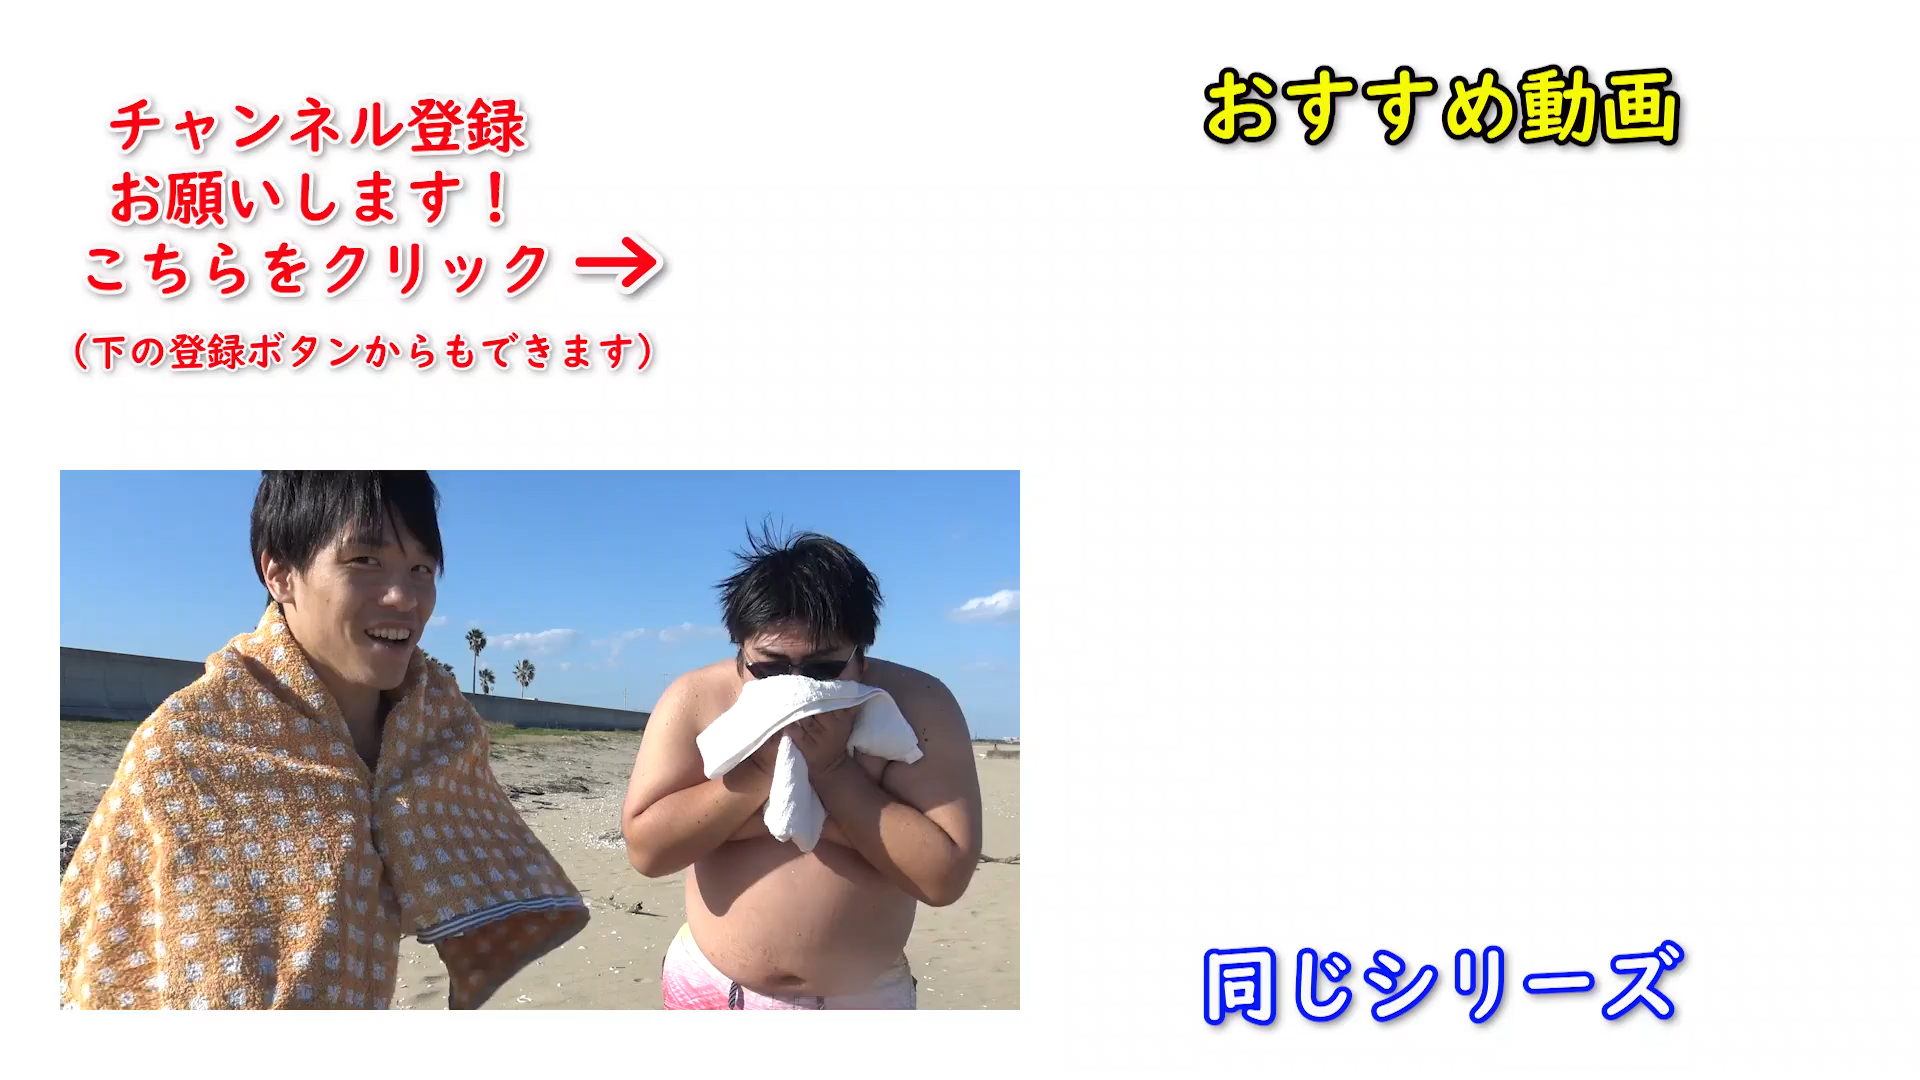 チャンネル登録
お願いします！
こちらをクリック→
（下の登録ボタンからもできます）
おすすめ動画
同じシリーズ